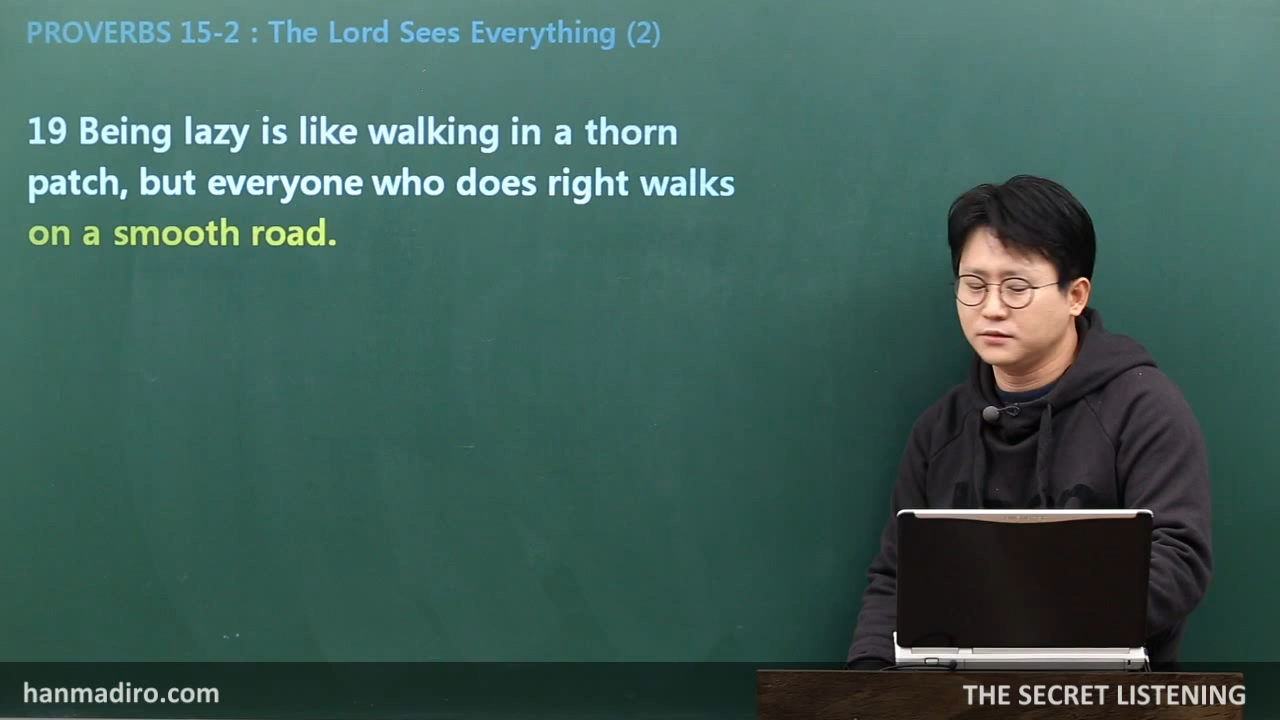 PROVERBS 15-2 : The Lord Sees Everything (2)
19 Being lazy is like walking in a thorn
patch, but everyone who does right walks
on a smooth road.
hanmadiro.com
THE SECRET LISTENING